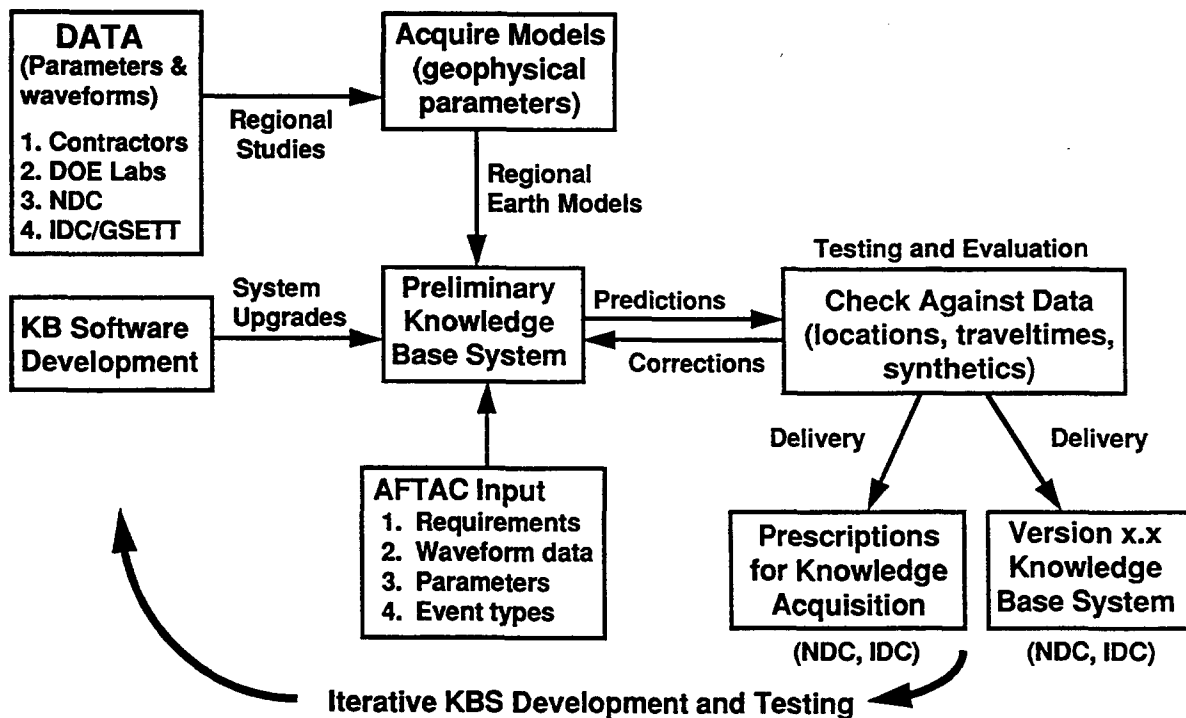 DATA
(Parameters &
waveforms)
1. Contractors
2. DOE Labs
3. NDC
4. IDC/GSETT
Regional
Studies
Acquire Models
(geophysical
parameters)
Regional
Earth Models
KB Software
Development
System
Upgrades
Preliminary
Knowledge
Base System
Predictions
Corrections
Testing and Evaluation
Check Against Data
(locations, traveltimes,
synthetics)
AFTAC Input
1. Requirements
2. Waveform data
3. Parameters
4. Event types
Delivery
Delivery
Prescriptions
for Knowledge
Acquisition
(NDC, IDC)
Version x.x
Knowledge
Base System
(NDC, IDC)
Iterative KBS Development and Testing